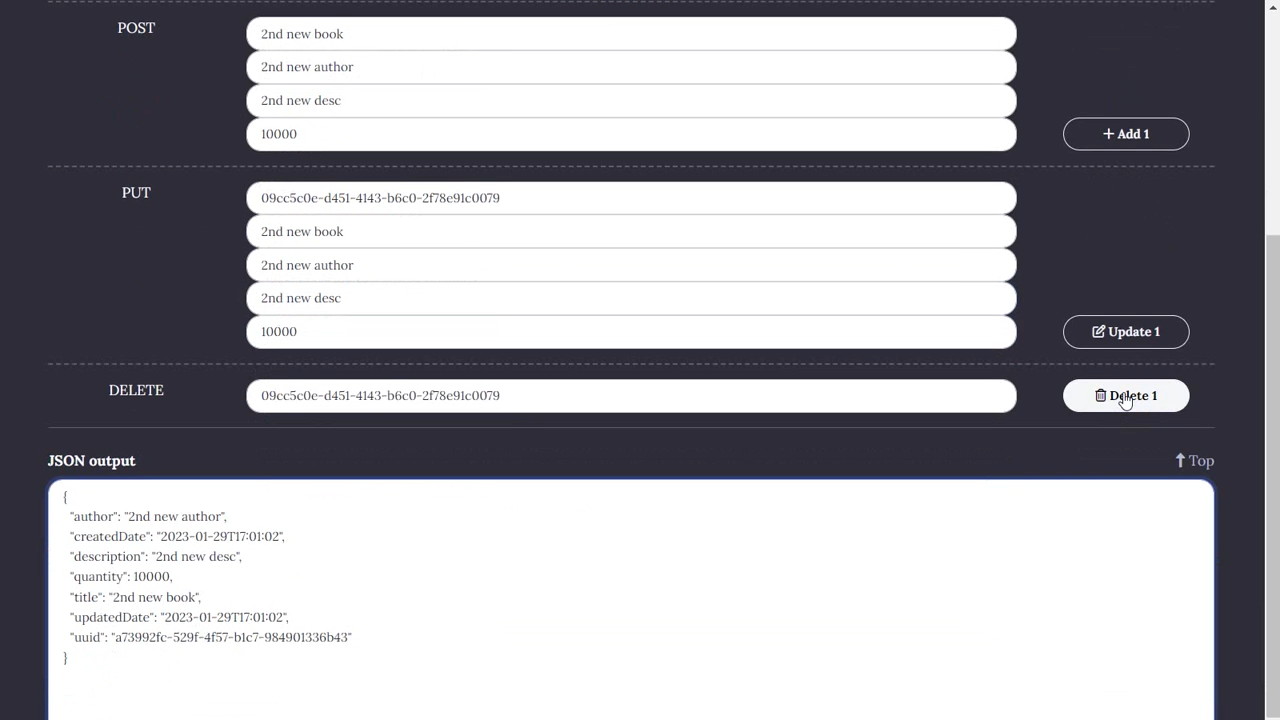 POST
2nd new book
2nd new author
2nd new desc
10000
+ Add 1
PUT
09cc5c0e-d451-4143-b6c0-2f78e91c0079
2nd new book
2nd new author
2nd new desc
10000
Update 1
DELETE
09cc5c0e-d451-4143-b6c0-2f78e91c0079
Delete 1
JSON output
Top
{
"author": "2nd new author",
"createdDate": "2023-01-29T17:01:02",
"description": "2nd new desc",
"quantity": 10000,
"title": "2nd new book",
"updatedDate": "2023-01-29T17:01:02",
"uuid": "a73992fc-529f-4f57-b1c7-984901336b43"
}